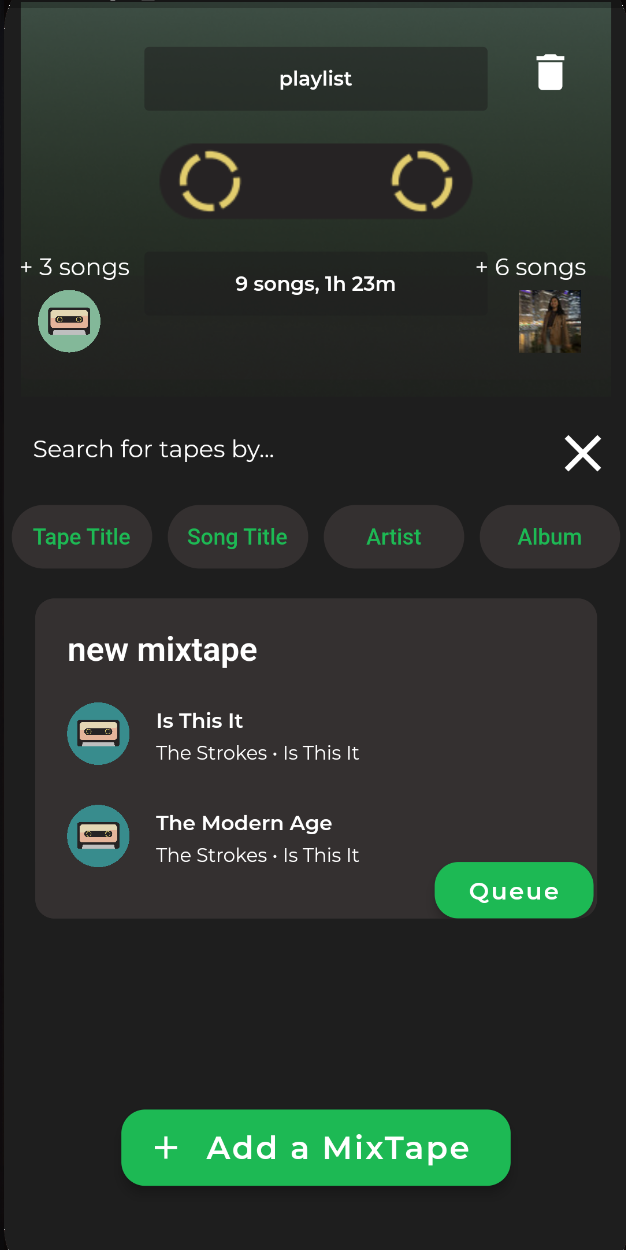 playlist
+ 3 songs
9 songs, 1h 23m
+ 6 songs
Search for tapes by...
Tape Title
Song Title
Artist
Album
new mixtape
Is This It
The Strokes • Is This It
The Modern Age
The Strokes • Is This It
Queue
+ Add a MixTape